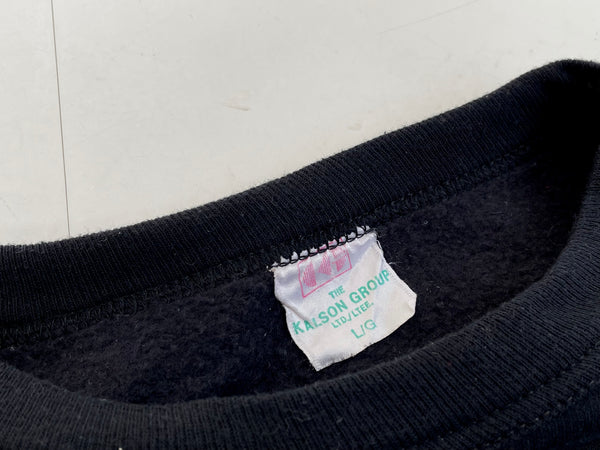 THE
KALSON GROUP
LTD./LTEE.
L/G